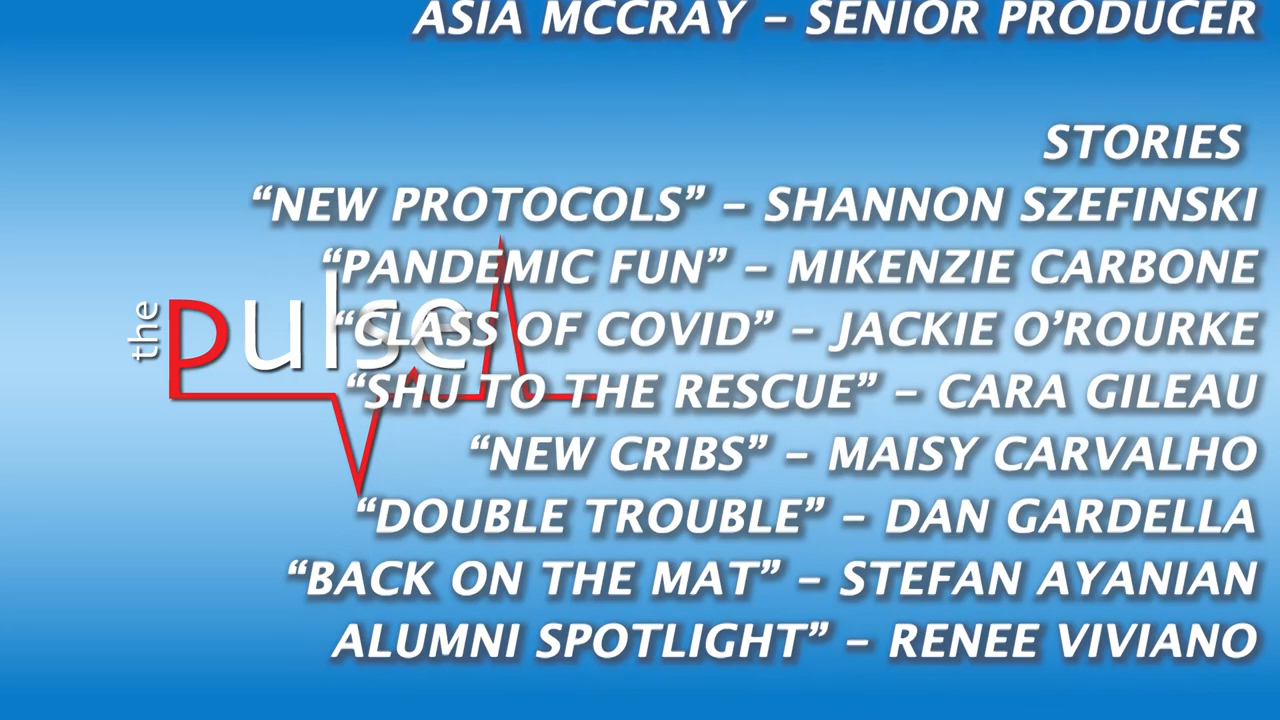 ASIA MCCRAY – SENIOR PRODUCER
STORIES
“NEW PROTOCOLS” – SHANNON SZEFINSKI
“PANDEMIC FUN” – MIKENZIE CARBONE
“CLASS OF COVID” – JACKIE O’ROURKE
“SHU TO THE RESCUE” – CARA GILEAU
“NEW CRIBS” – MAISY CARVALHO
“DOUBLE TROUBLE” – DAN GARDELLA
“BACK ON THE MAT” – STEFAN AYANIAN
ALUMNI SPOTLIGHT” – RENEE VIVIANO
the pulse